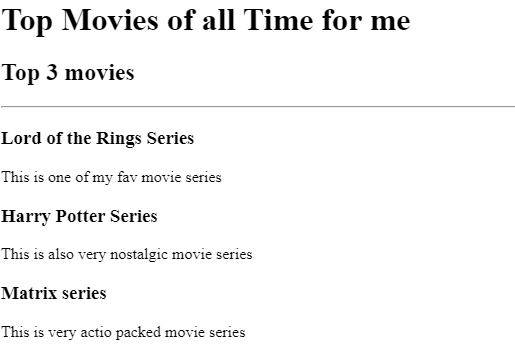 Top Movies of all Time for me
Top 3 movies
Lord of the Rings Series
This is one of my fav movie series
Harry Potter Series
This is also very nostalgic movie series
Matrix series
This is very actio packed movie series